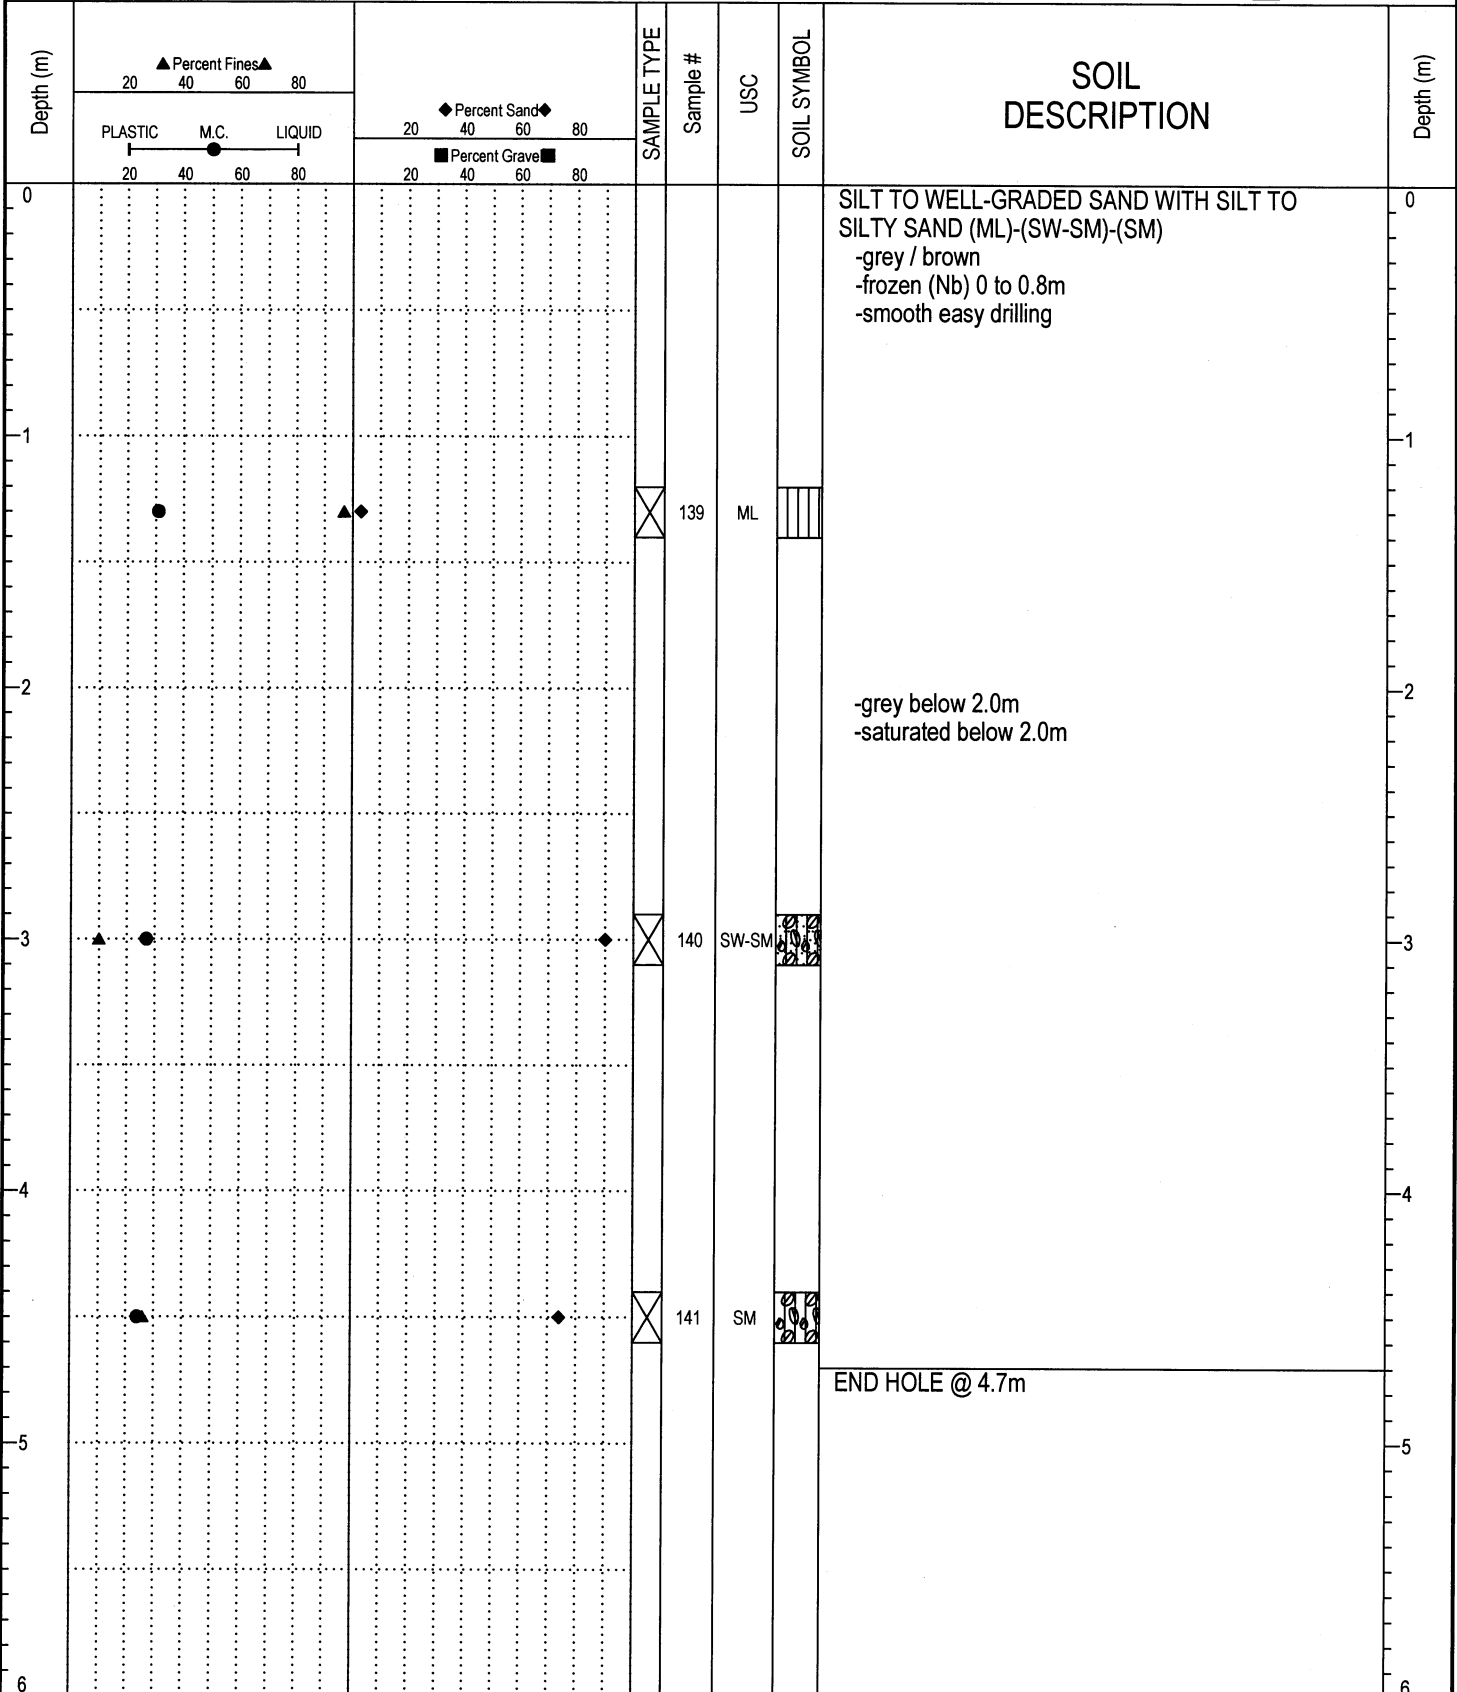 Depth (m)
▲ Percent Fines ▲
20 40 60 80
PLASTIC M.C. LIQUID
20 40 60 80
◆ Percent Sand ◆
20 40 60 80
■ Percent Gravel ■
20 40 60 80
SAMPLE TYPE
Sample #
USC
SOIL SYMBOL
SOIL
DESCRIPTION
Depth (m)
0
SILT TO WELL-GRADED SAND WITH SILT TO
0
SILTY SAND (ML)-(SW-SM)-(SM)
-grey / brown
-frozen (Nb) 0 to 0.8m
-smooth easy drilling
1
1
139 ML
2
2
-grey below 2.0m
-saturated below 2.0m
3
140 SW-SM
3
4
4
141 SM
END HOLE @ 4.7m
5
5
6
6